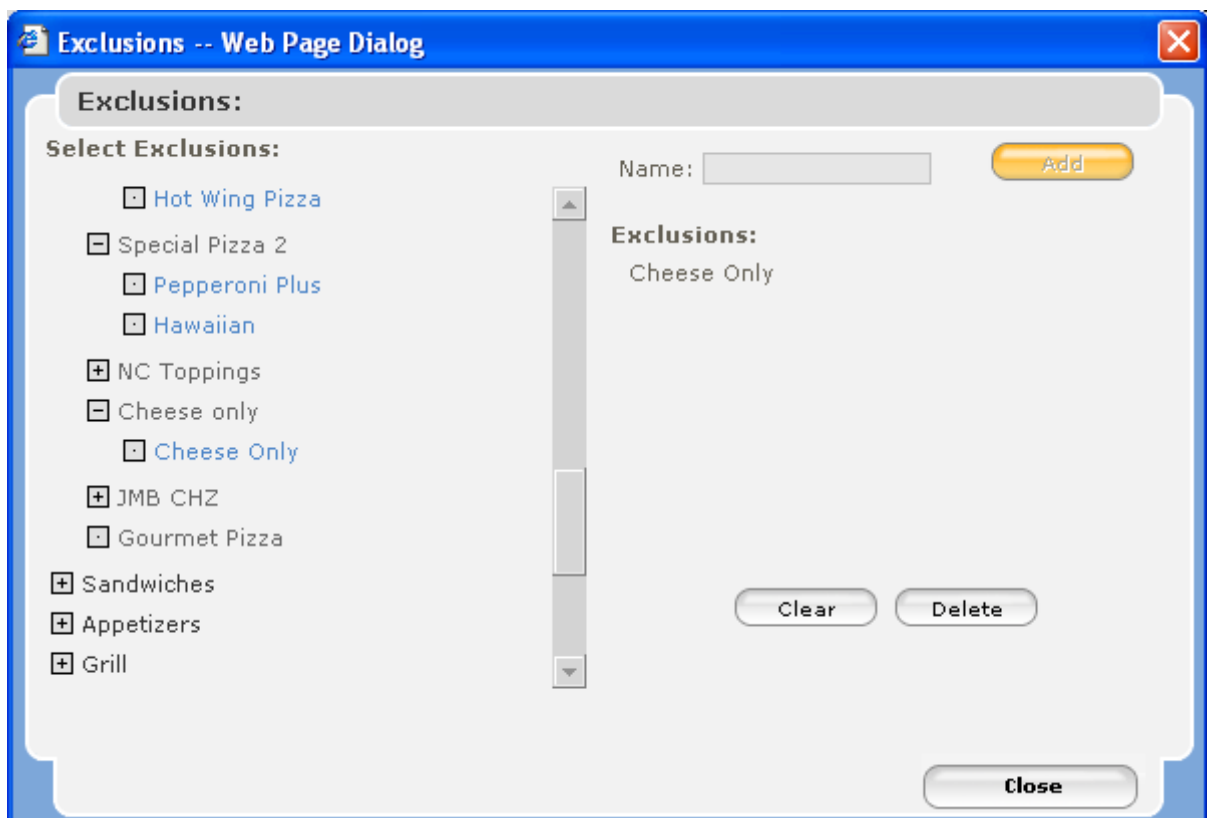 Exclusions -- Web Page Dialog
Exclusions:
Select Exclusions:
Hot Wing Pizza
Special Pizza 2
Pepperoni Plus
Hawaiian
NC Toppings
Cheese only
Cheese Only
JMB CHZ
Gourmet Pizza
Sandwiches
Appetizers
Grill
Name:
Add
Exclusions:
Cheese Only
Clear
Delete
Close